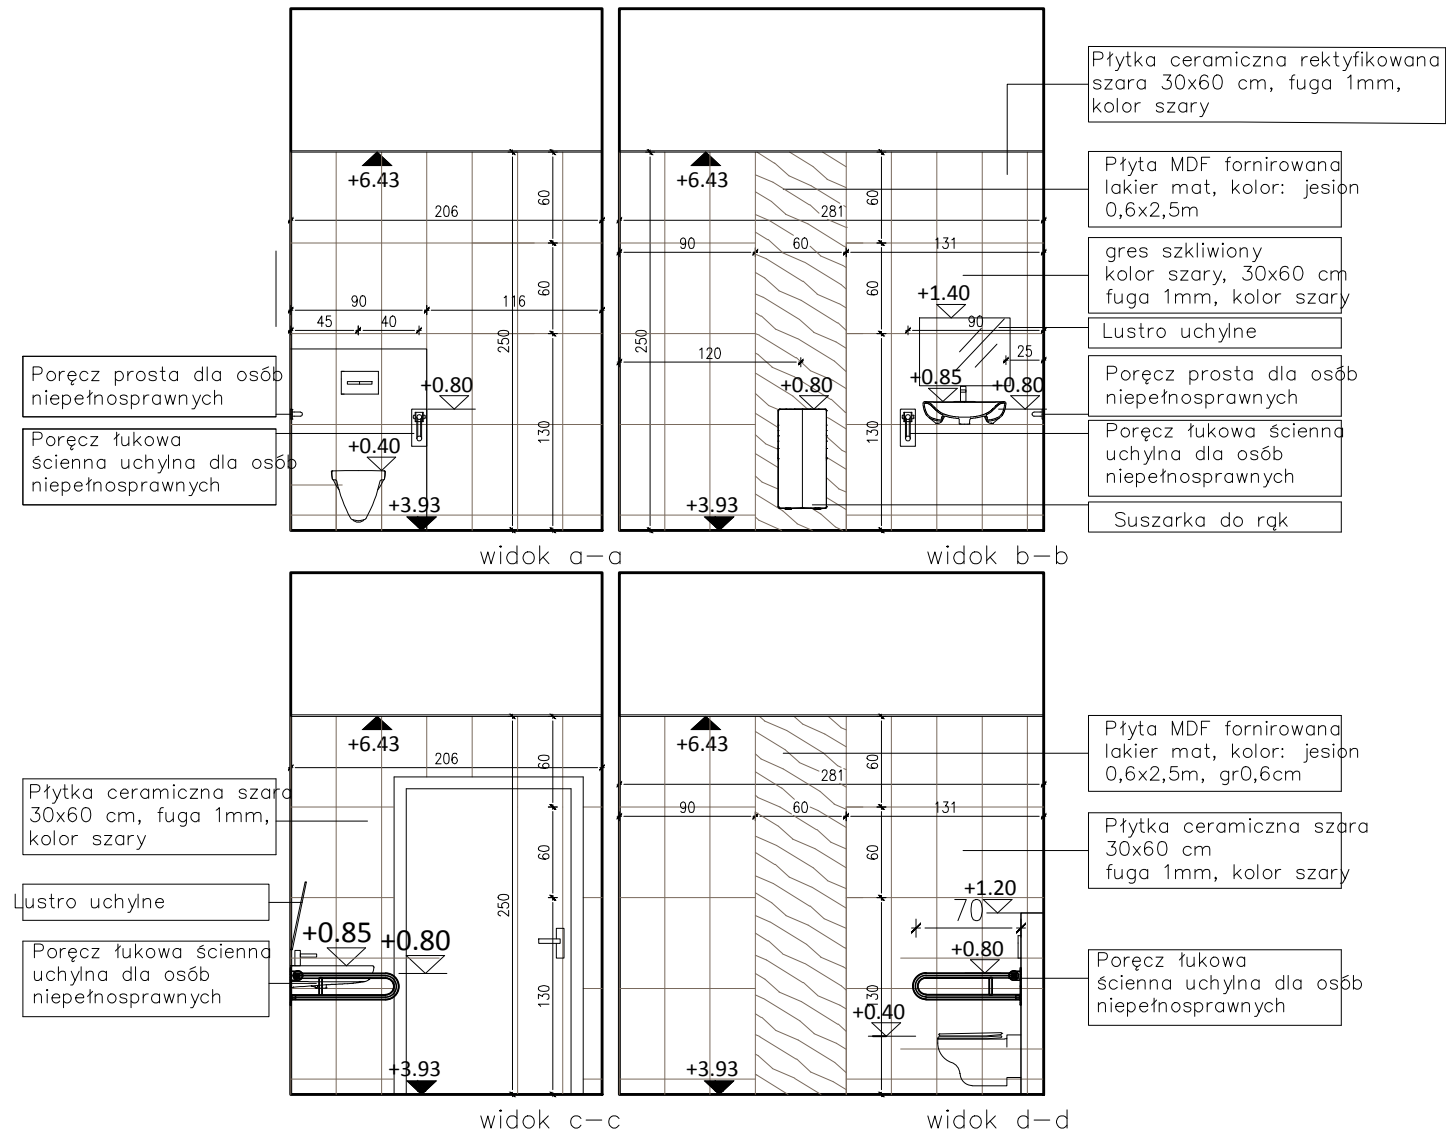 +6.43
60
206
60
90
116
45
40
250
+0.80
130
+0.40
+3.93
Poręcz prosta dla osób
niepełnosprawnych
Poręcz łukowa
ścienna uchylna dla osób
niepełnosprawnych
widok a-a
+6.43
60
281
90
60
131
60
+1.40
90
250
120
25
+0.80
+0.85
+0.80
130
+3.93
widok b-b
Płytka ceramiczna rektyfikowana
szara 30x60 cm, fuga 1mm,
kolor szary
Płyta MDF fornirowana
lakier mat, kolor: jesion
0,6x2,5m
gres szkliwiony
kolor szary, 30x60 cm
fuga 1mm, kolor szary
Lustro uchylne
Poręcz prosta dla osób
niepełnosprawnych
Poręcz łukowa ścienna
uchylna dla osób
niepełnosprawnych
Suszarka do rąk
+6.43
206
60
60
250
+0.85
+0.80
130
+3.93
Płytka ceramiczna szara
30x60 cm, fuga 1mm,
kolor szary
Lustro uchylne
Poręcz łukowa ścienna
uchylna dla osób
niepełnosprawnych
widok c-c
+6.43
60
281
90
60
131
60
+1.20
70
+0.80
130
+0.40
+3.93
widok d-d
Płyta MDF fornirowana
lakier mat, kolor: jesion
0,6x2,5m, gr0,6cm
Płytka ceramiczna szara
30x60 cm
fuga 1mm, kolor szary
Poręcz łukowa
ścienna uchylna dla osób
niepełnosprawnych